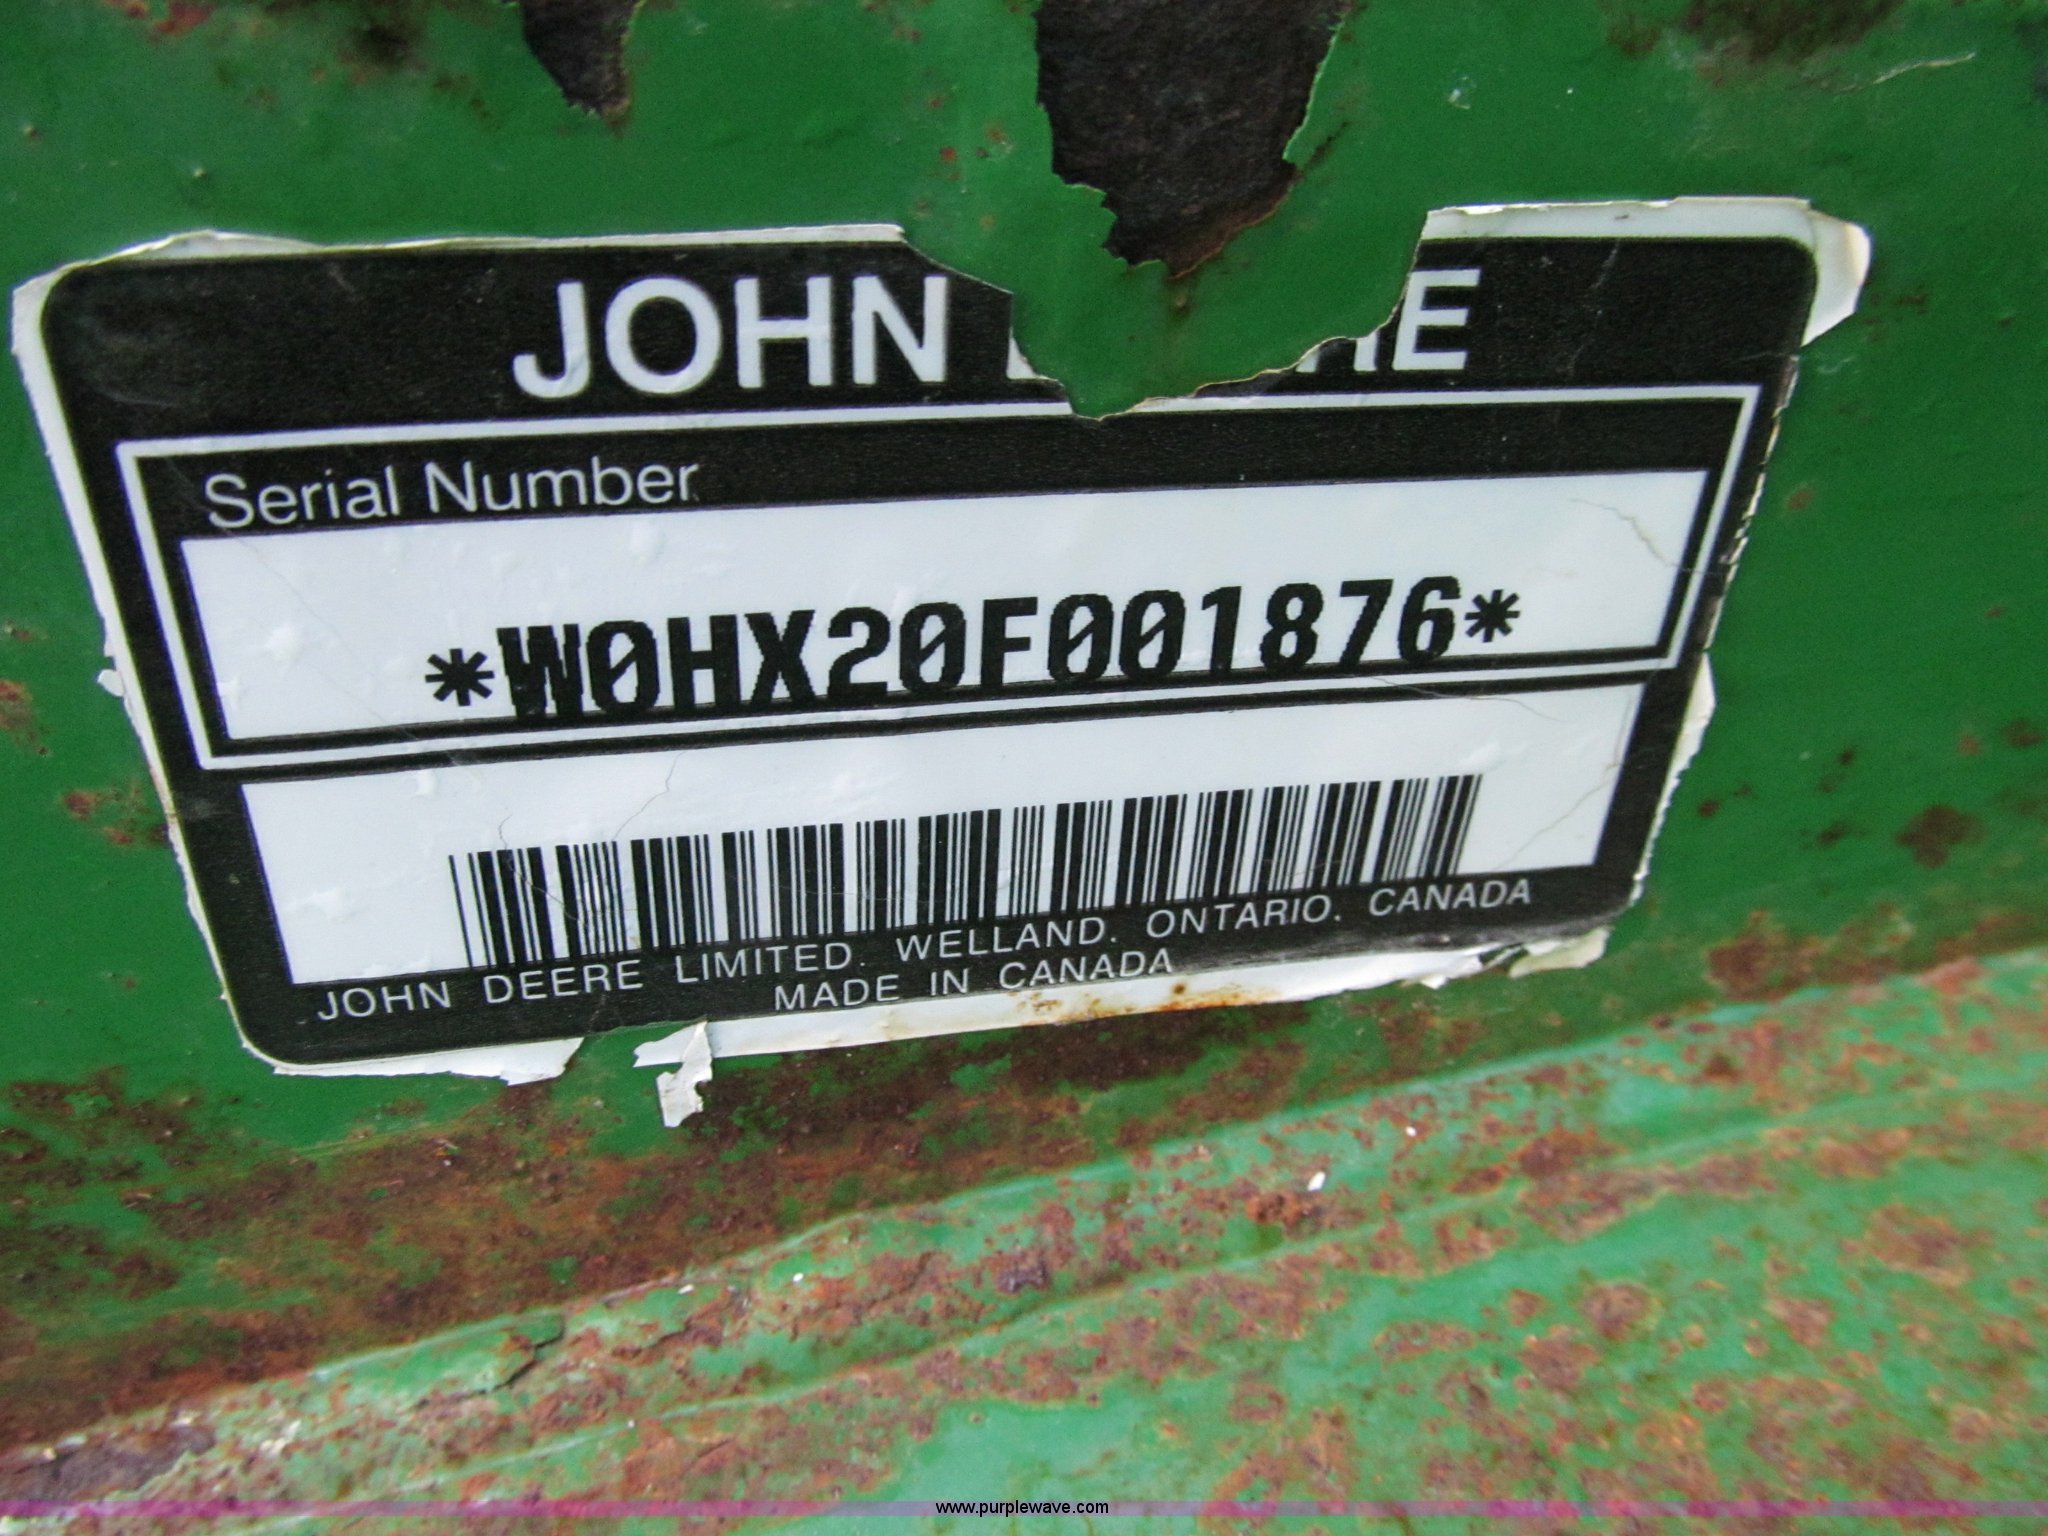 JOHN
Serial Number
*W0HX20F001876*
JOHN DEERE LIMITED. WELLAND. ONTARIO. CANADA
MADE IN CANADA
www.purplewave.com